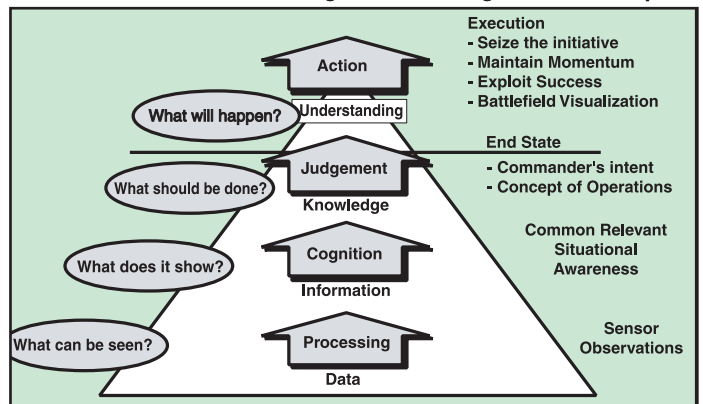 Execution
- Seize the initiative
- Maintain Momentum
- Exploit Success
- Battlefield Visualization
Action
What will happen?
Understanding
End State
- Commander's intent
- Concept of Operations
Judgement
What should be done?
Knowledge
Common Relevant
Situational
Awareness
Cognition
What does it show?
Information
Sensor
Observations
Processing
What can be seen?
Data